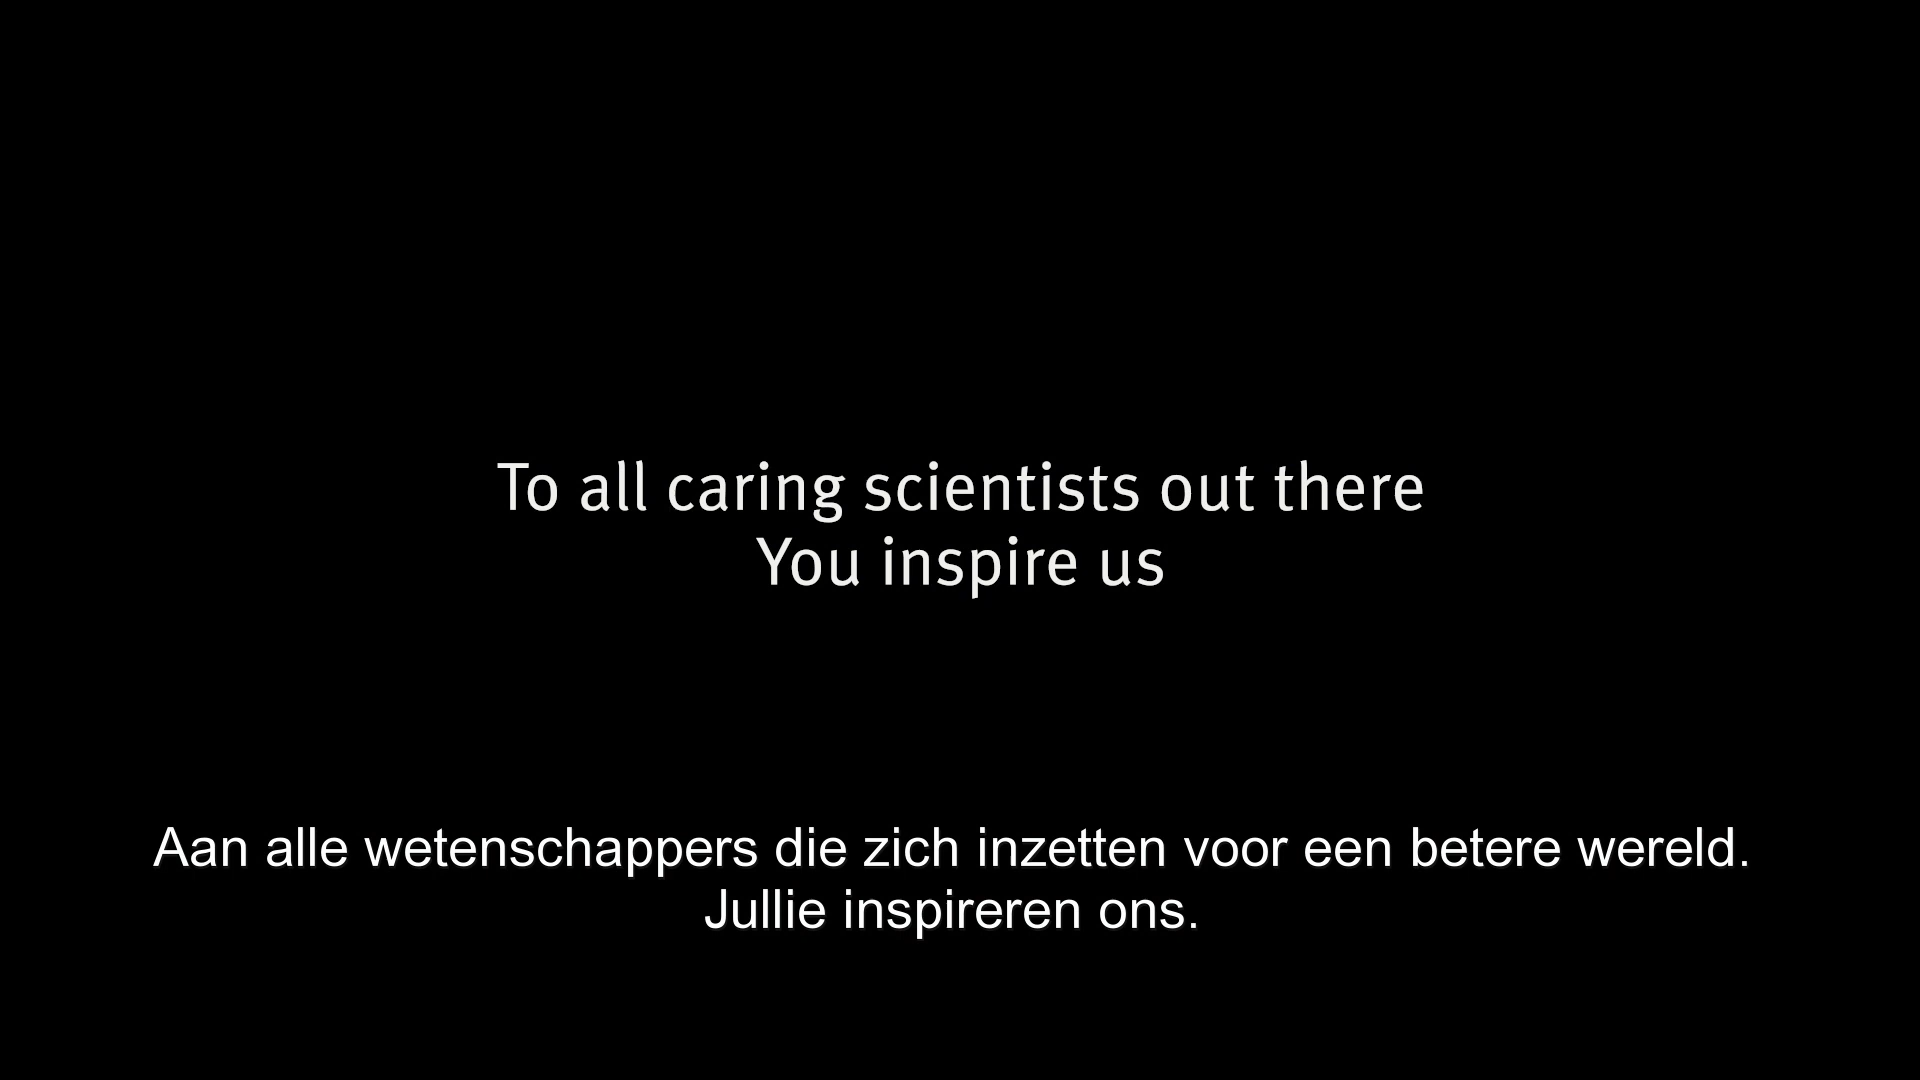 To all caring scientists out there
You inspire us
Aan alle wetenschappers die zich inzetten voor een betere wereld.
Jullie inspireren ons.